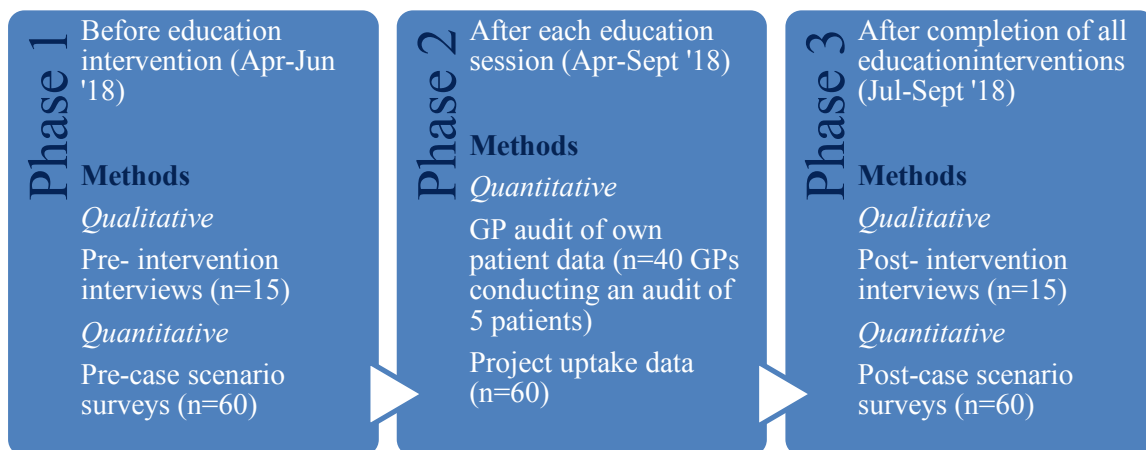 Phase 1
Before education
intervention (Apr-Jun
'18)
Methods
Qualitative
Pre- intervention
interviews (n=15)
Quantitative
Pre-case scenario
surveys (n=60)
Phase 2
After each education
session (Apr-Sept '18)
Methods
Quantitative
GP audit of own
patient data (n=40 GPs
conducting an audit of
5 patients)
Project uptake data
(n=60)
Phase 3
After completion of all
educationinterventions
(Jul-Sept '18)
Methods
Qualitative
Post- intervention
interviews (n=15)
Quantitative
Post-case scenario
surveys (n=60)